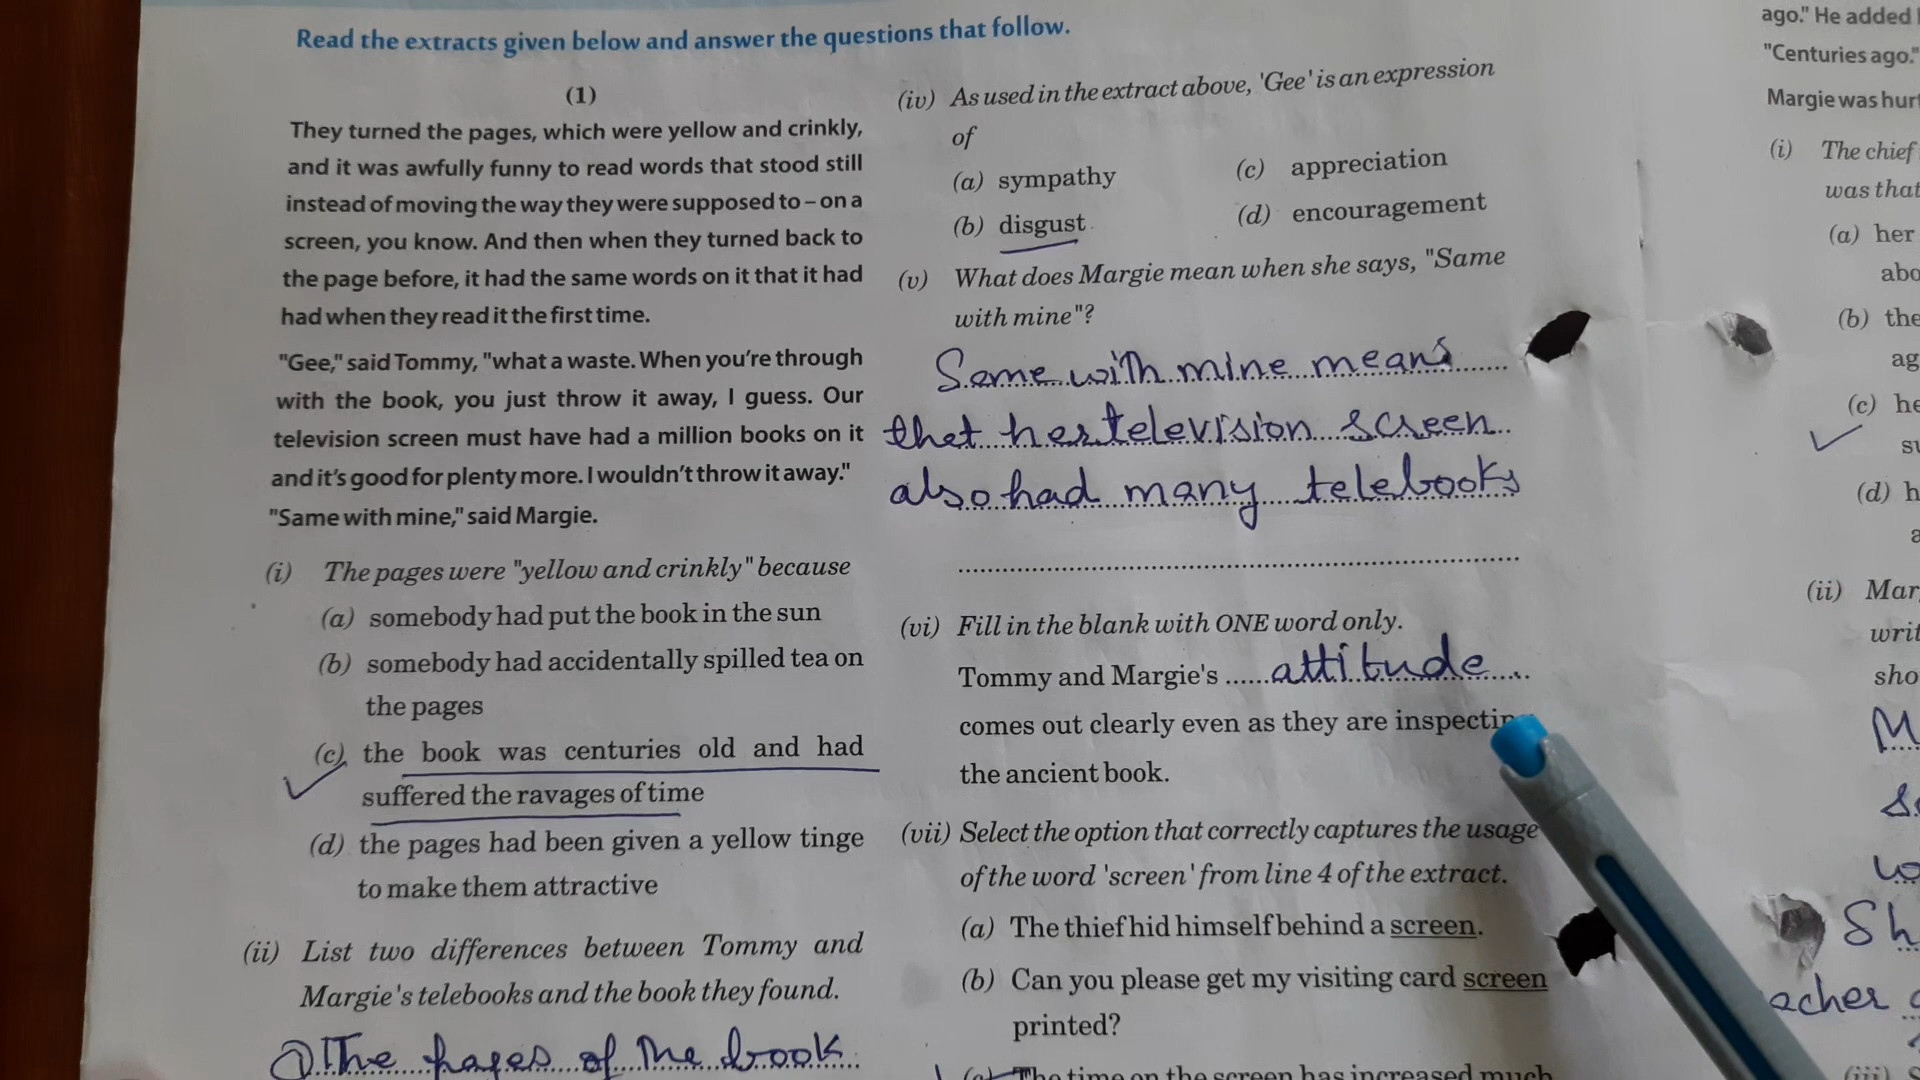 Read the extracts given below and answer the questions that follow.
(1)
They turned the pages, which were yellow and crinkly,
and it was awfully funny to read words that stood still
instead of moving the way they were supposed to – on a
screen, you know. And then when they turned back to
the page before, it had the same words on it that it had
had when they read it the first time.
"Gee," said Tommy, "what a waste. When you're through
with the book, you just throw it away, I guess. Our
television screen must have had a million books on it
and it's good for plenty more. I wouldn't throw it away."
"Same with mine," said Margie.
(i) The pages were "yellow and crinkly" because
(a) somebody had put the book in the sun
(b) somebody had accidentally spilled tea on
the pages
(c) the book was centuries old and had
suffered the ravages of time
(d) the pages had been given a yellow tinge
to make them attractive
(ii) List two differences between Tommy and
Margie's telebooks and the book they found.
① The pages of the book
(iv) As used in the extract above, 'Gee' is an expression
of
(a) sympathy (c) appreciation
(b) disgust (d) encouragement
(v) What does Margie mean when she says, "Same
with mine"?
Same with mine means
that her television screen
also had many telebooks
(vi) Fill in the blank with ONE word only.
Tommy and Margie's ......attitude......
comes out clearly even as they are
the ancient book.
(vii) Select the option that correctly captures the usage
of the word 'screen' from line 4 of the extract.
(a) The thief hid himself behind a screen.
(b) Can you please get my visiting card screen
printed?
(c) The time on the screen has increased much
ago." He added
"Centuries ago."
Margie was hurt
(i) The chief
was that
(a) her
(b) the
(c) he
(d)
(ii)
(iii)